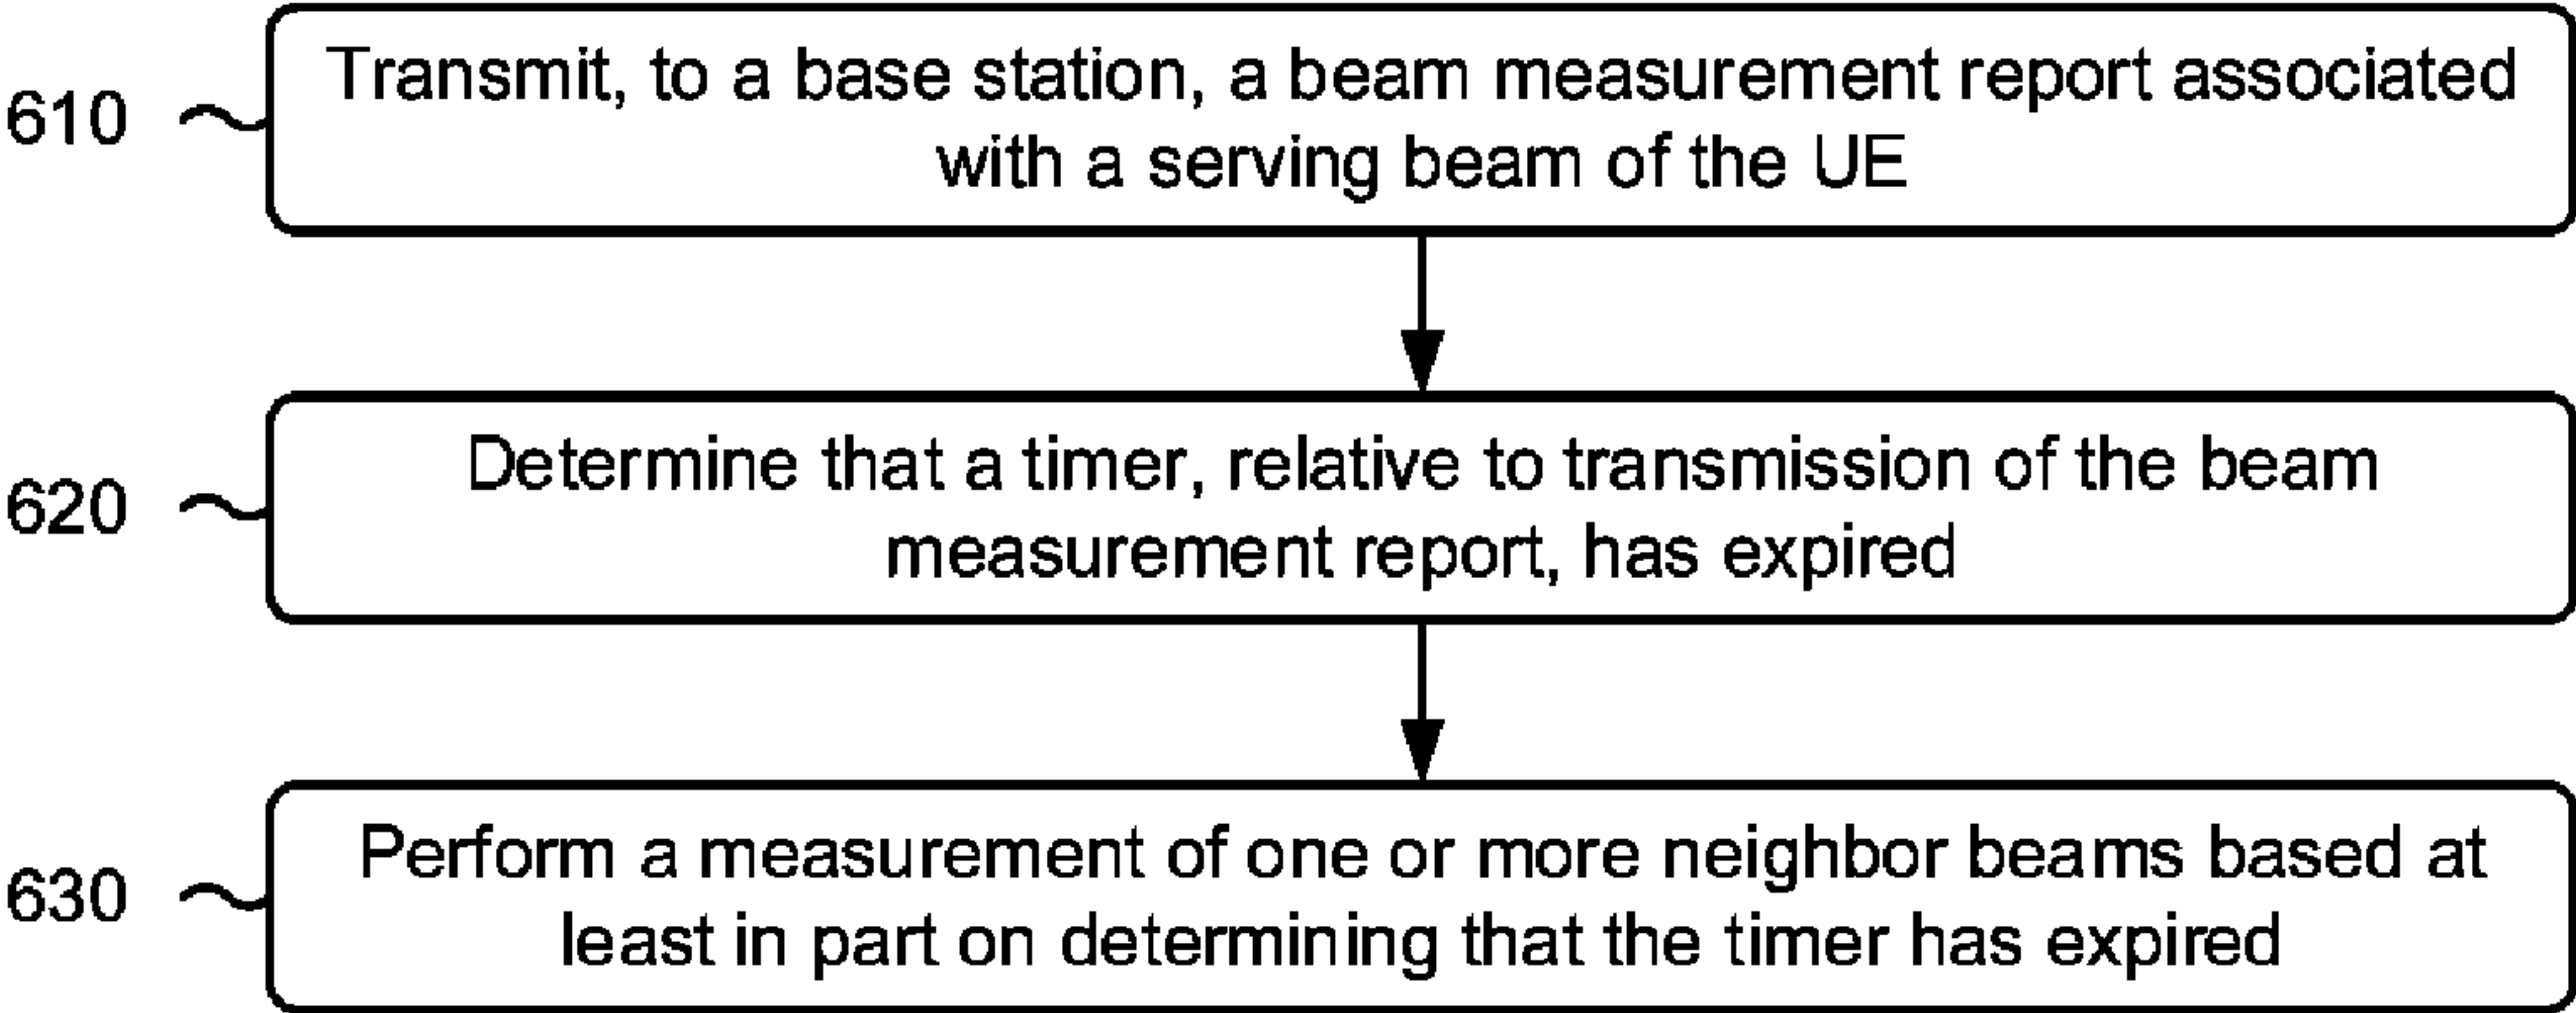 610
Transmit, to a base station, a beam measurement report associated
with a serving beam of the UE
620
Determine that a timer, relative to transmission of the beam
measurement report, has expired
630
Perform a measurement of one or more neighbor beams based at
least in part on determining that the timer has expired